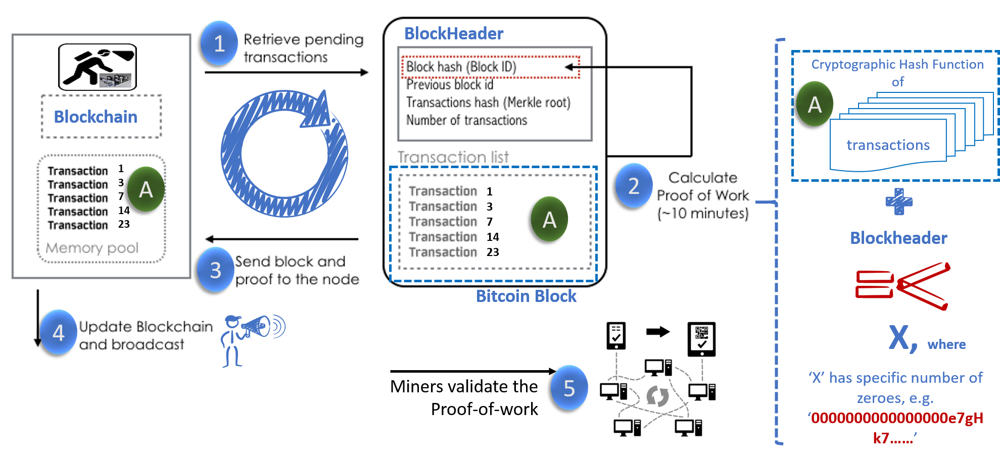 1
Retrieve pending
transactions
Blockchain
Transaction 1
Transaction 3
Transaction 7
Transaction 14
Transaction 23
A
Memory pool
BlockHeader
Block hash (Block ID)
Previous block id
Transactions hash (Merkle root)
Number of transactions
Transaction list
Transaction 1
Transaction 3
Transaction 7
Transaction 14
Transaction 23
A
Bitcoin Block
2
Calculate
Proof of Work
(~10 minutes)
3
Send block and
proof to the node
4
Update Blockchain
and broadcast
Miners validate the
Proof-of-work
5
Cryptographic Hash Function
of
A
transactions
+
Blockheader
=<
X, where
‘X’ has specific number of
zeroes, e.g.
‘0000000000000000e7gH
k7......’